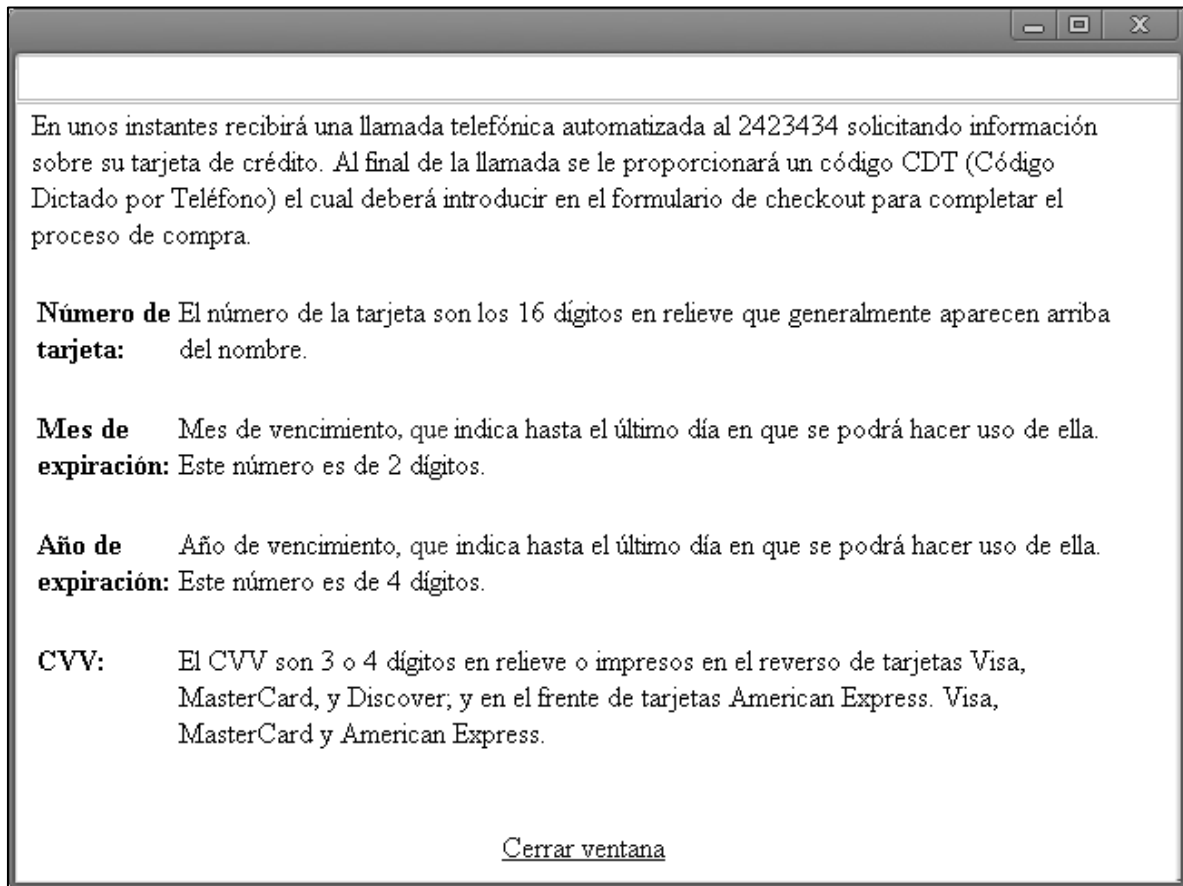 En unos instantes recibirá una llamada telefónica automatizada al 2423434 solicitando información
sobre su tarjeta de crédito. Al final de la llamada se le proporcionará un código CDT (Código
Dictado por Teléfono) el cual deberá introducir en el formulario de checkout para completar el
proceso de compra.
Número de El número de la tarjeta son los 16 dígitos en relieve que generalmente aparecen arriba
tarjeta: del nombre.
Mes de Mes de vencimiento, que indica hasta el último día en que se podrá hacer uso de ella.
expiración: Este número es de 2 dígitos.
Año de Año de vencimiento, que indica hasta el último día en que se podrá hacer uso de ella.
expiración: Este número es de 4 dígitos.
CVV: El CVV son 3 o 4 dígitos en relieve o impresos en el reverso de tarjetas Visa,
MasterCard, y Discover; y en el frente de tarjetas American Express. Visa,
MasterCard y American Express.
Cerrar ventana